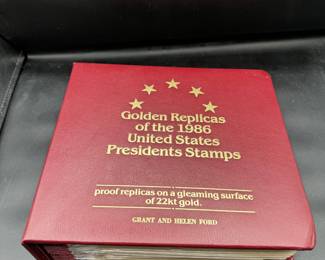 Golden Replicas
of the 1986
United States
Presidents Stamps
proof replicas on a gleaming surface
of 22kt gold.
GRANT AND HELEN FORD